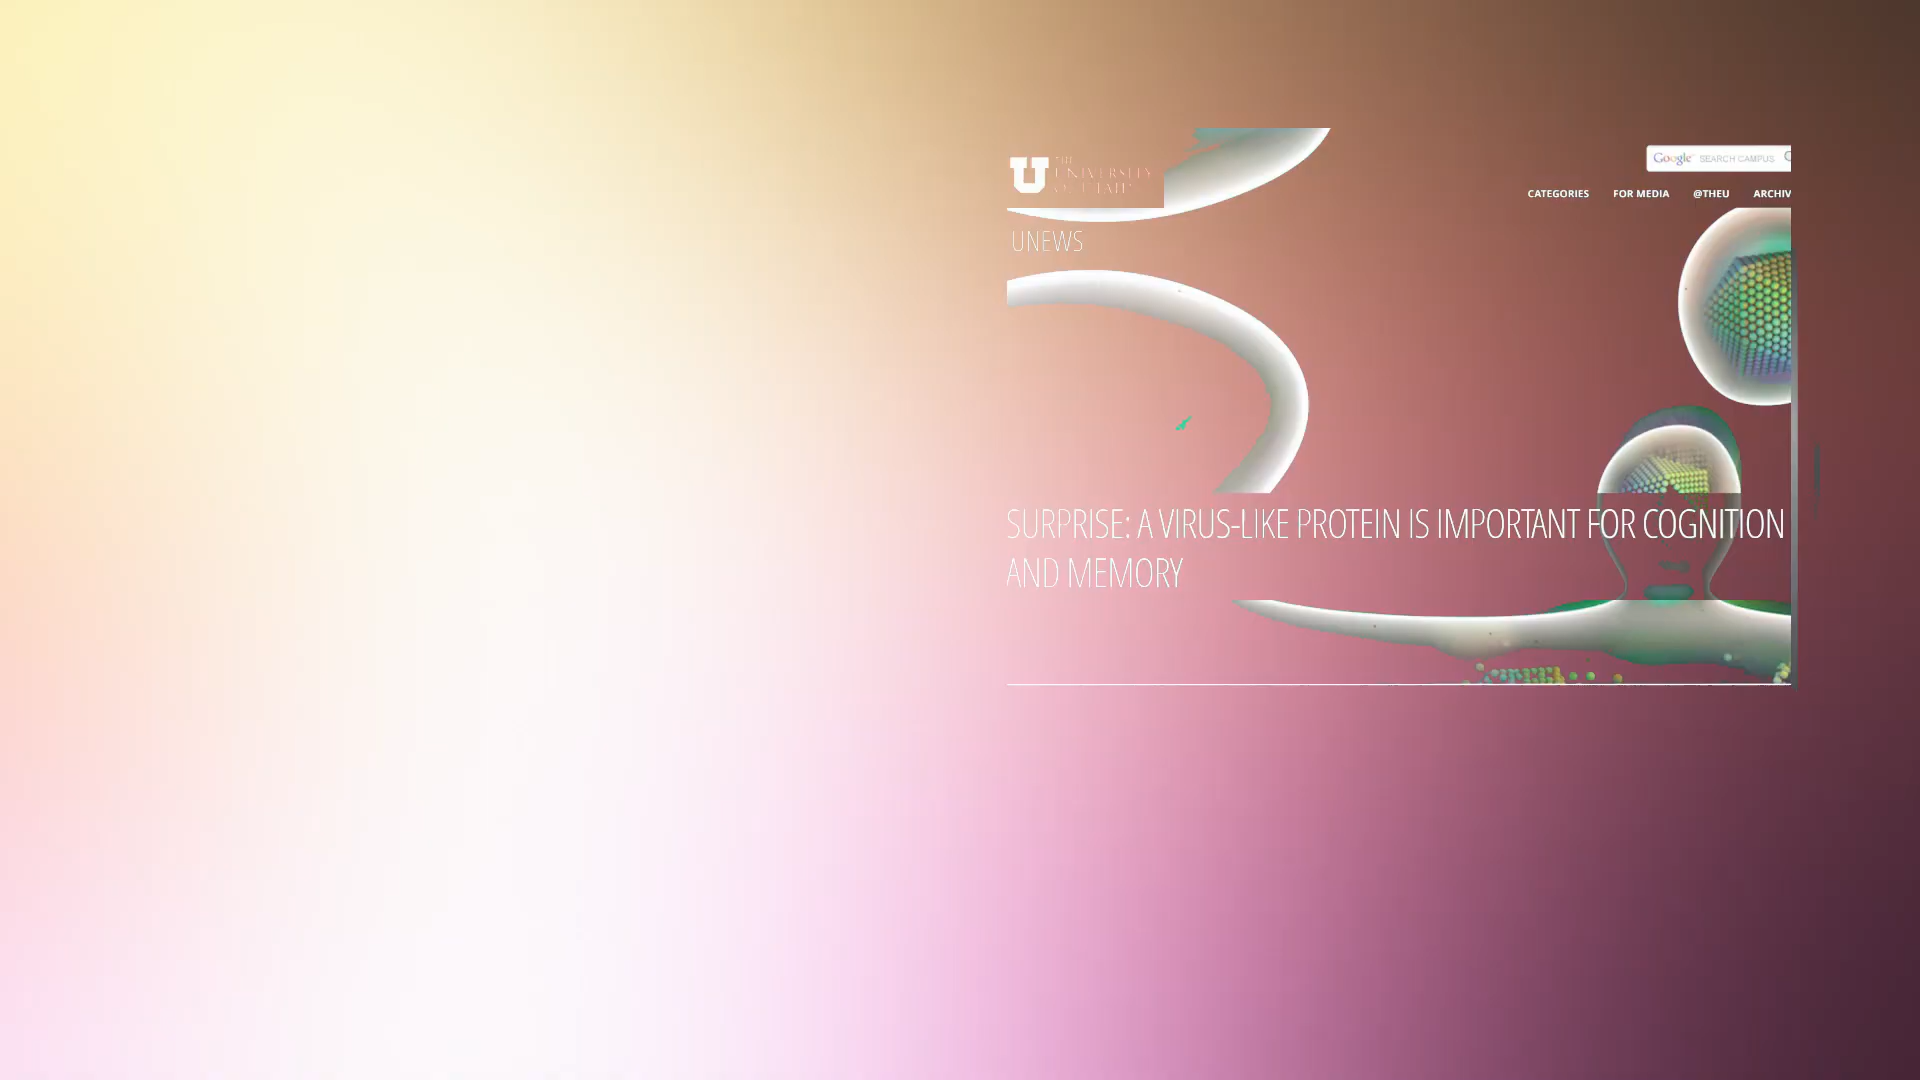 U THE
UNIVERSITY
OF UTAH
Google SEARCH CAMPUS
CATEGORIES FOR MEDIA @THEU ARCHIV
UNEWS
SURPRISE: A VIRUS-LIKE PROTEIN IS IMPORTANT FOR COGNITION
AND MEMORY